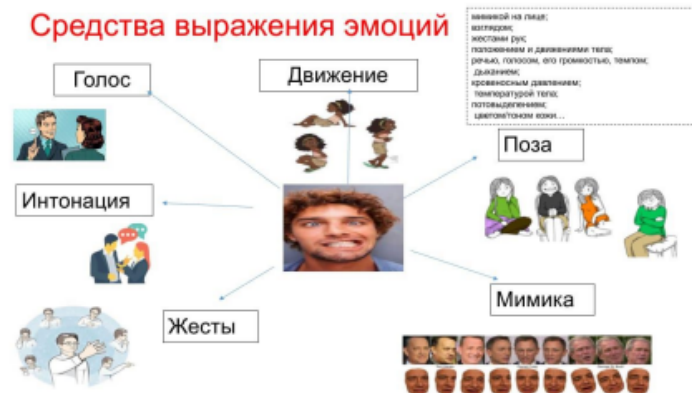 Средства выражения эмоций
мимикой на лице;
взглядом;
жестами рук;
положением и движениями тела;
речью, голосом, его громкостью, темпом;
дыханием;
кровеносным давлением;
температурой тела;
потовыделением;
цветом/тоном кожи...
Голос
Движение
Поза
Интонация
Мимика
Жесты